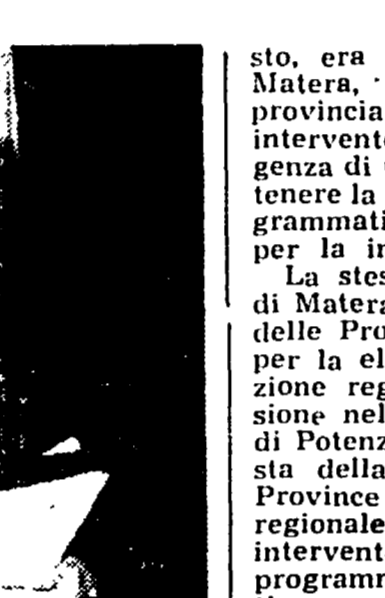 sto, era
Matera,
provincia
intervent
genza di
tenere la
grammati
per la in
La stes
di Matera
delle Pro
per la el
zione reg
sione nel
di Potenz
sta della
Province
regionale
intervent
programm